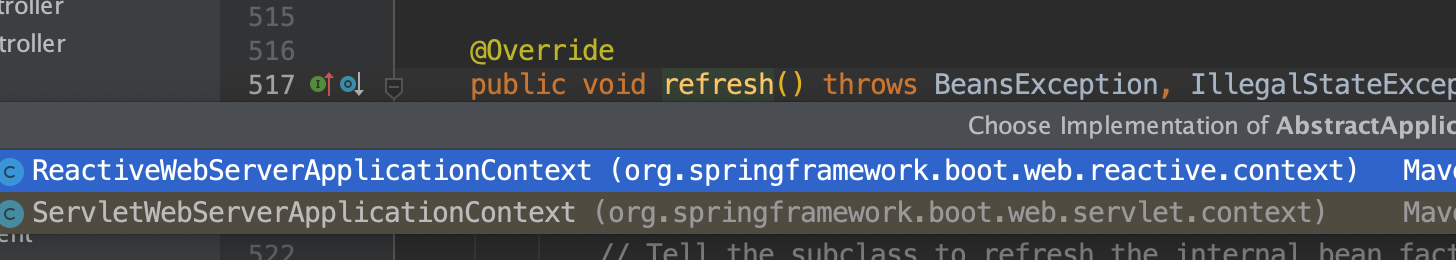 troller
troller
515
516 @Override
517 public void refresh() throws BeansException, IllegalStateExcep
Choose Implementation of AbstractApplic
ReactiveWebServerApplicationContext (org.springframework.boot.web.reactive.context) Mave
ServletWebServerApplicationContext (org.springframework.boot.web.servlet.context) Mav
ent
522 // Tell the subclass to refresh the internal bean fact